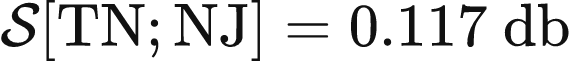 𝒮[TN; NJ] = 0.117 db